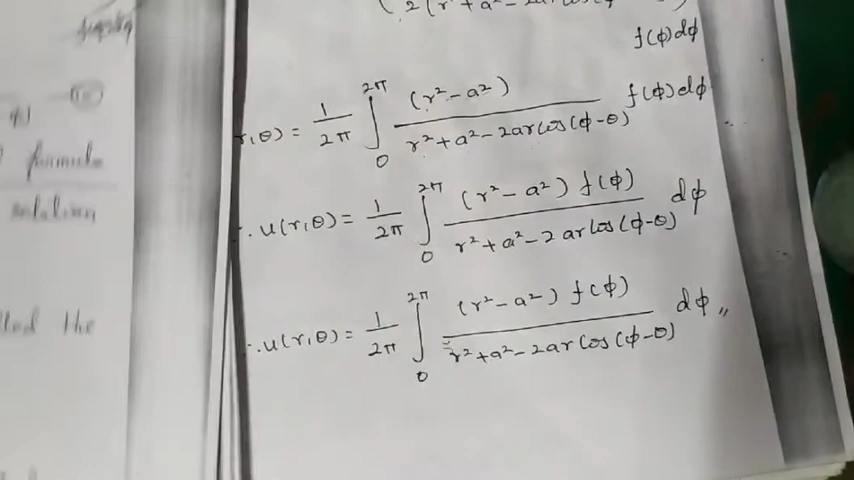 f(φ)dφ
r,θ) = 1/2π ∫₀^2π (r² - a²) / r² + a² - 2ar cos(φ-θ) f(φ)dφ
∴ u(r,θ) = 1/2π ∫₀^2π (r² - a²) f(φ) / r² + a² - 2ar cos(φ-θ) dφ
∴ u(r,θ) = 1/2π ∫₀^2π (r² - a²) f(φ) / r² + a² - 2ar cos(φ-θ) dφ,,
formula
the